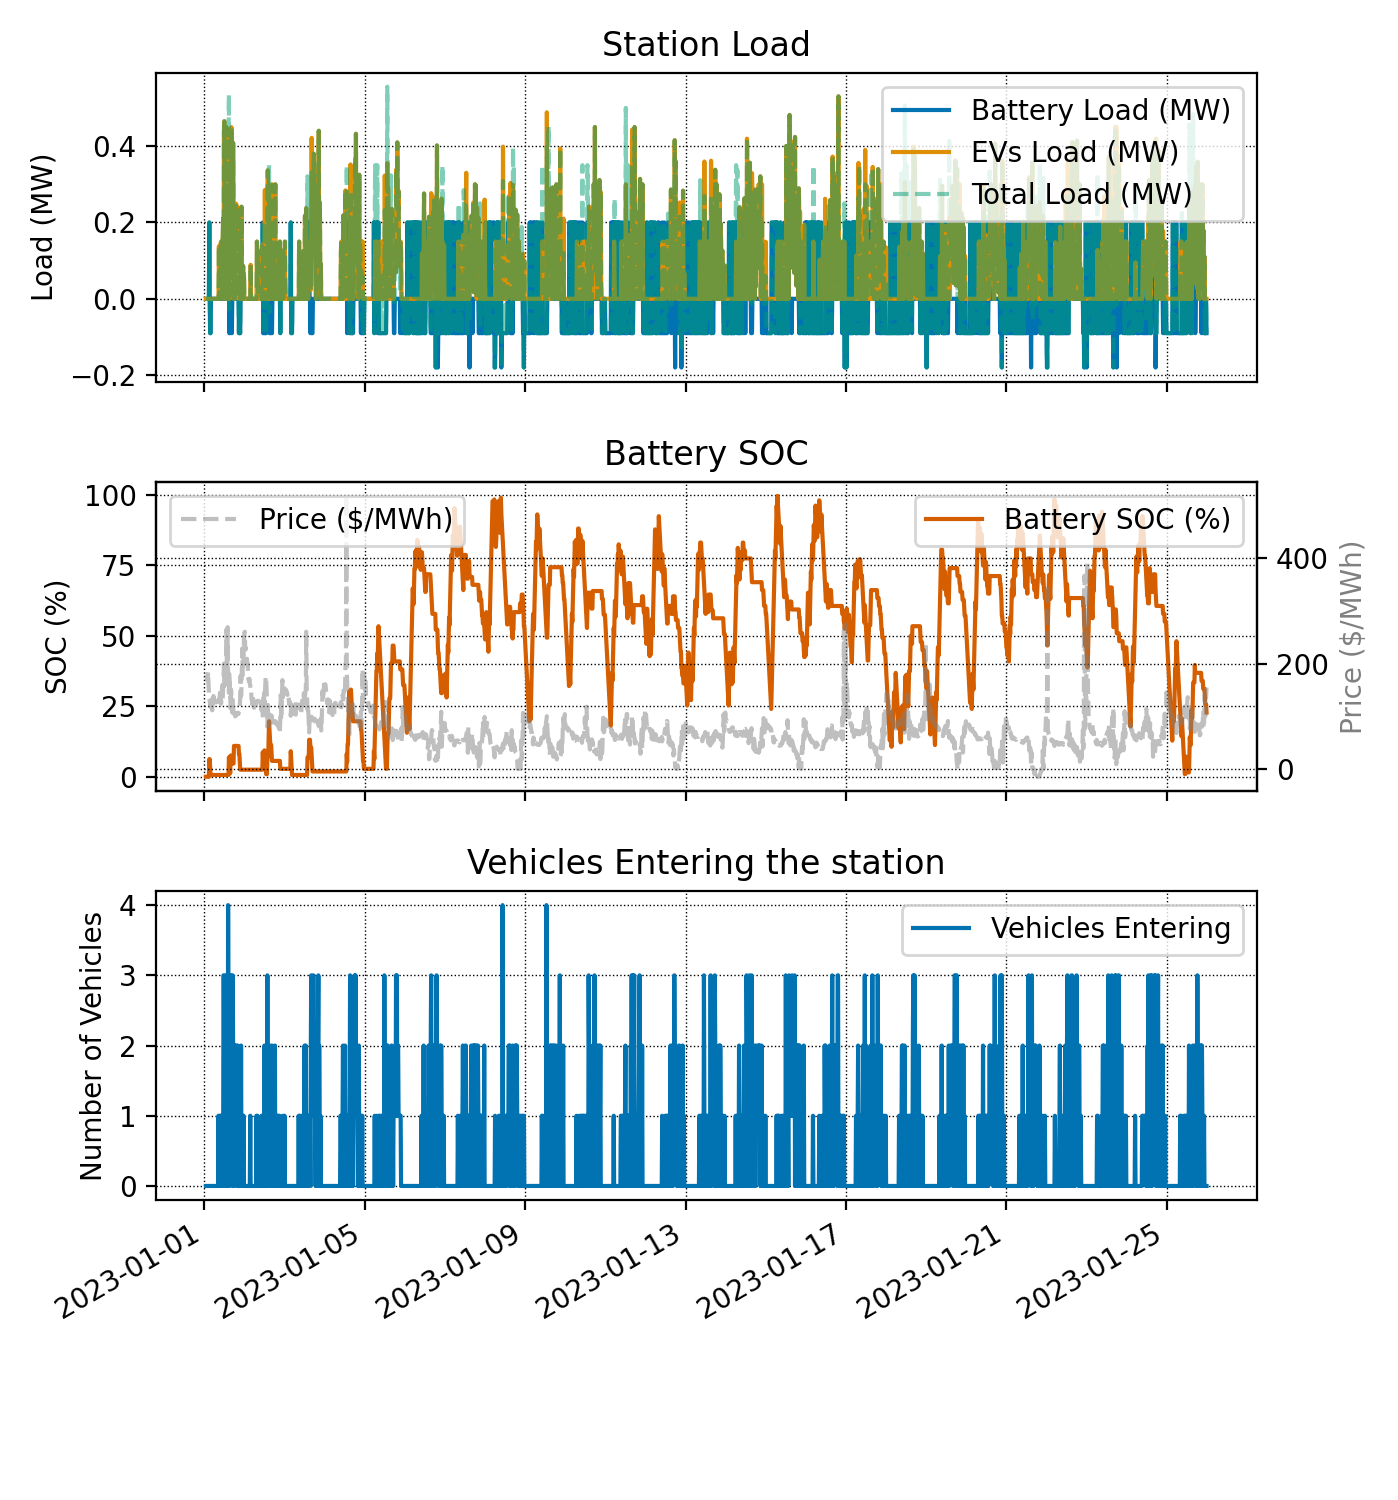 Station Load
Load (MW)
0.4
0.2
0.0
−0.2
Battery Load (MW)
EVs Load (MW)
Total Load (MW)
Battery SOC
SOC (%)
100
75
50
25
0
Price ($/MWh)
Battery SOC (%)
400
200
0
Price ($/MWh)
Vehicles Entering the station
Number of Vehicles
4
3
2
1
0
Vehicles Entering
2023-01-01
2023-01-05
2023-01-09
2023-01-13
2023-01-17
2023-01-21
2023-01-25